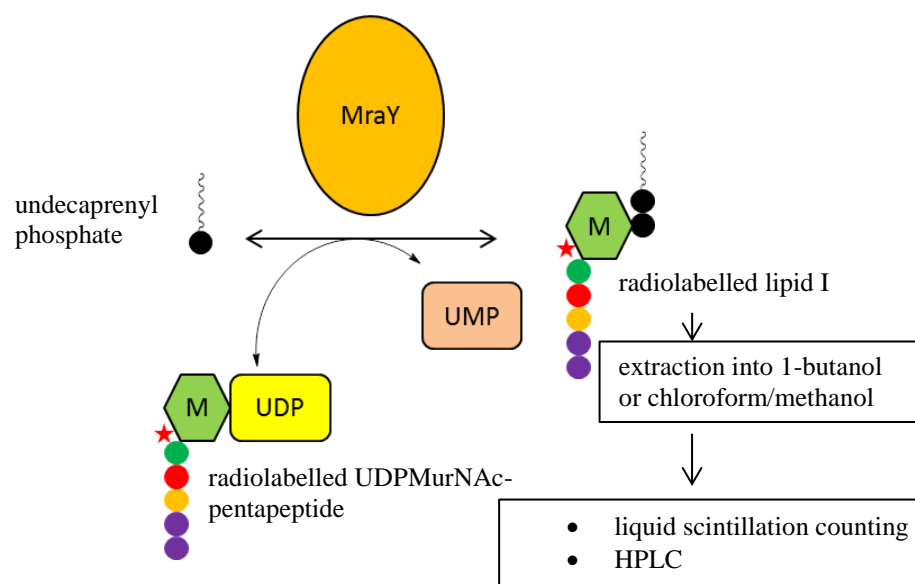 MraY
undecaprenyl
phosphate
M
radiolabelled lipid I
UMP
extraction into 1-butanol
or chloroform/methanol
M
UDP
radiolabelled UDPMurNAc-
pentapeptide
• liquid scintillation counting
• HPLC